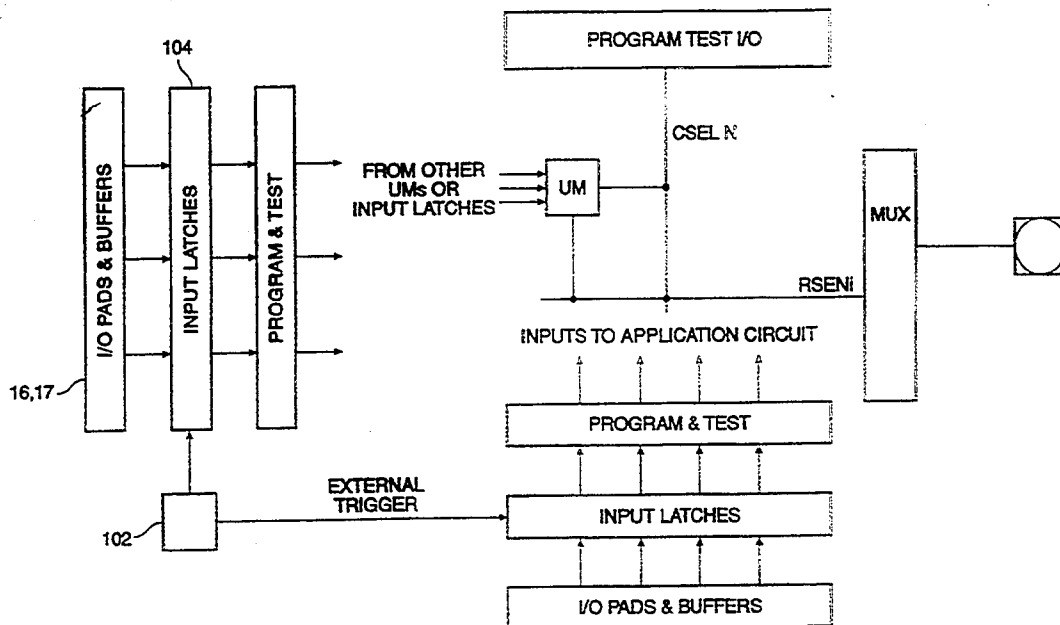 PROGRAM TEST I/O
104
CSEL N
I/O PADS & BUFFERS
INPUT LATCHES
PROGRAM & TEST
FROM OTHER
UMs OR
INPUT LATCHES
UM
MUX
RSENi
INPUTS TO APPLICATION CIRCUIT
16,17
PROGRAM & TEST
EXTERNAL
TRIGGER
INPUT LATCHES
102
I/O PADS & BUFFERS